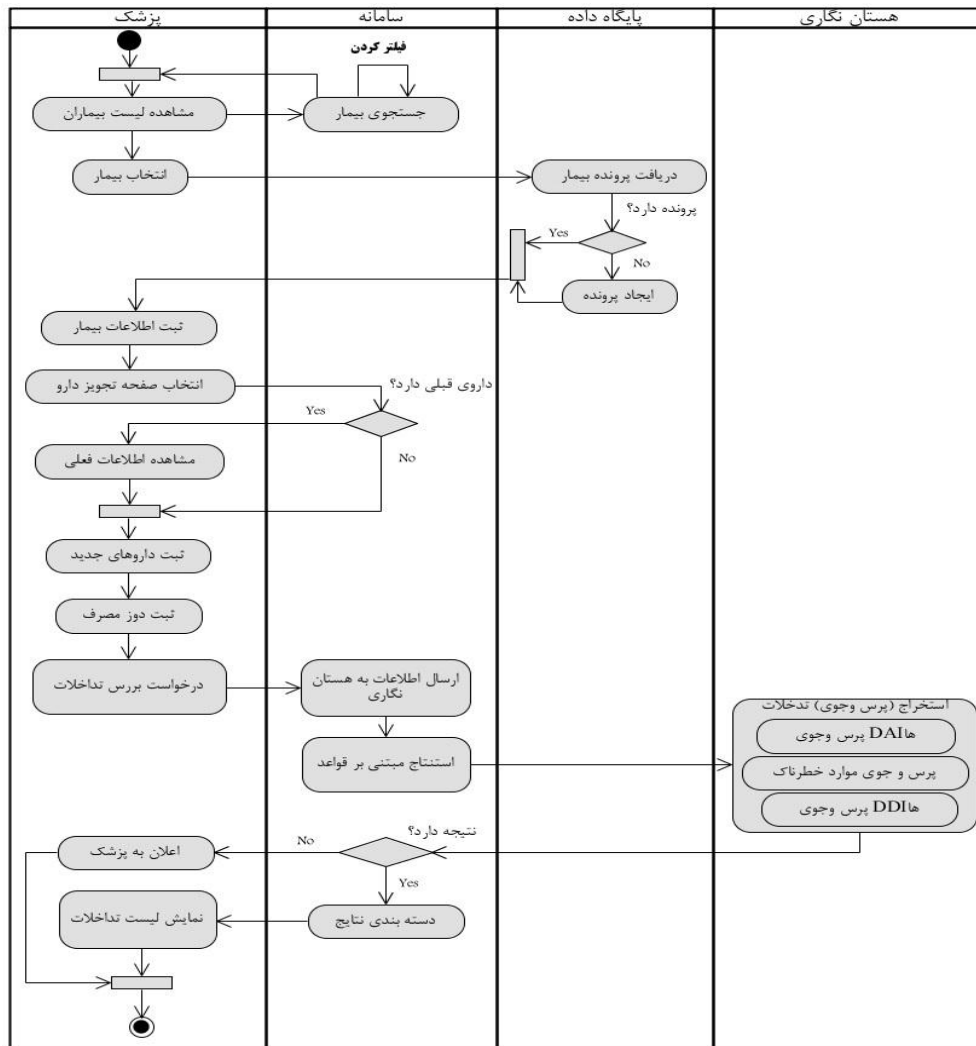 پزشک
سامانه
پایگاه داده
هستان نگاری
فیلتر کردن
مشاهده لیست بیماران
جستجوی بیمار
انتخاب بیمار
دریافت پرونده بیمار
پرونده دارد؟
Yes
No
ایجاد پرونده
ثبت اطلاعات بیمار
انتخاب صفحه تجویز دارو
داروی قبلی دارد؟
Yes
No
مشاهده اطلاعات فعلی
ثبت داروهای جدید
ثبت دوز مصرف
درخواست بررس تداخلات
ارسال اطلاعات به هستان
نگاری
استنتاج مبتنی بر قواعد
استخراج (پرس وجوی) تدخلات
هاDAI پرس وجوی
پرس و جوی موارد خطرناک
هاDDI پرس وجوی
نتیجه دارد؟
No
Yes
اعلان به پزشک
دسته بندی نتایج
نمایش لیست تداخلات